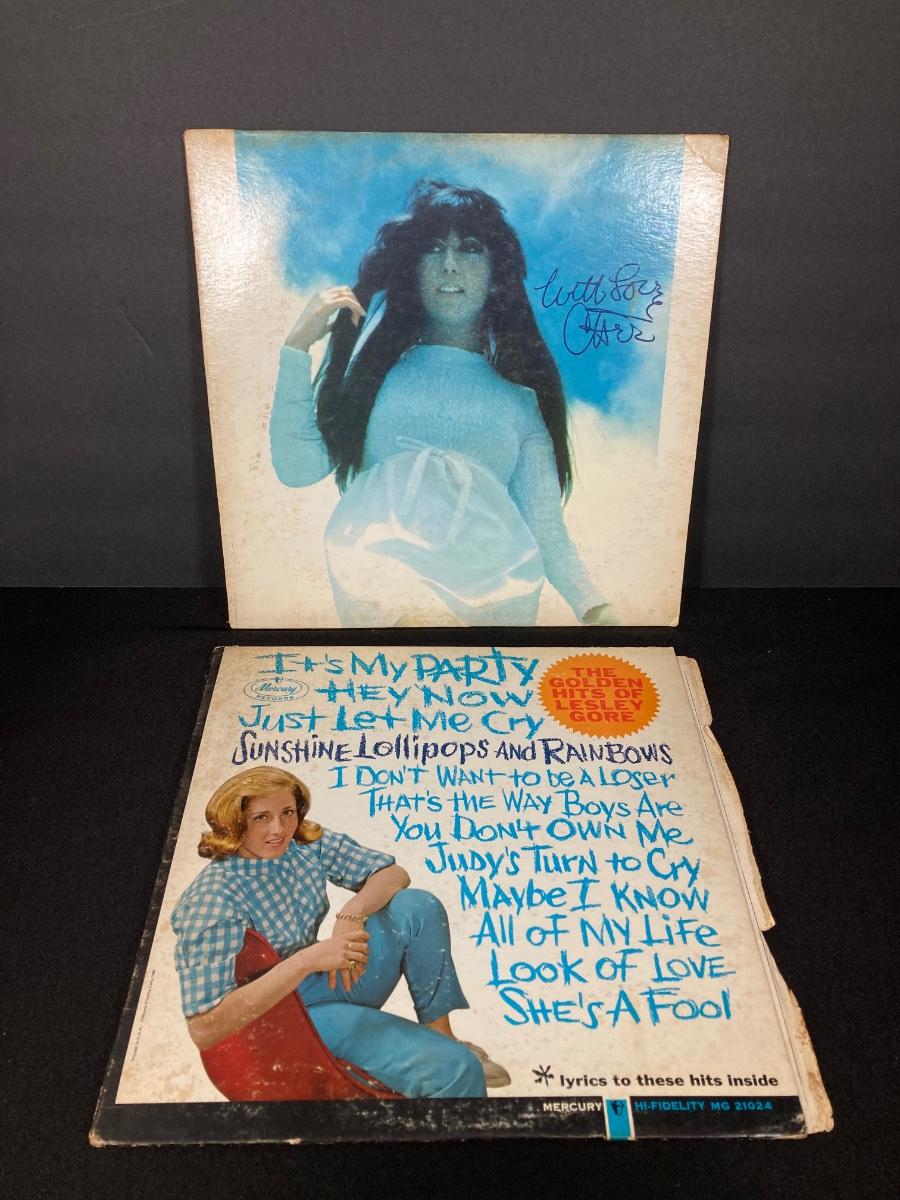 With Love
Chér
It's My PARTY
Mercury
RECORDS
HEY NOW
Just Let Me Cry
THE
GOLDEN
HITS OF
LESLEY
GORE
SUNSHINE Lollipops AND RAINBOWS
I DON'T WANT to be A Loser
THAT'S tHE WAY Boys ARE
You Don't OWN Me
Judy's Turn to Cry
Maybe I KNOW
All of My Life
Look of LOVE
SHE'S A Fool
* lyrics to these hits inside
MERCURY HI-FIDELITY MG 21024